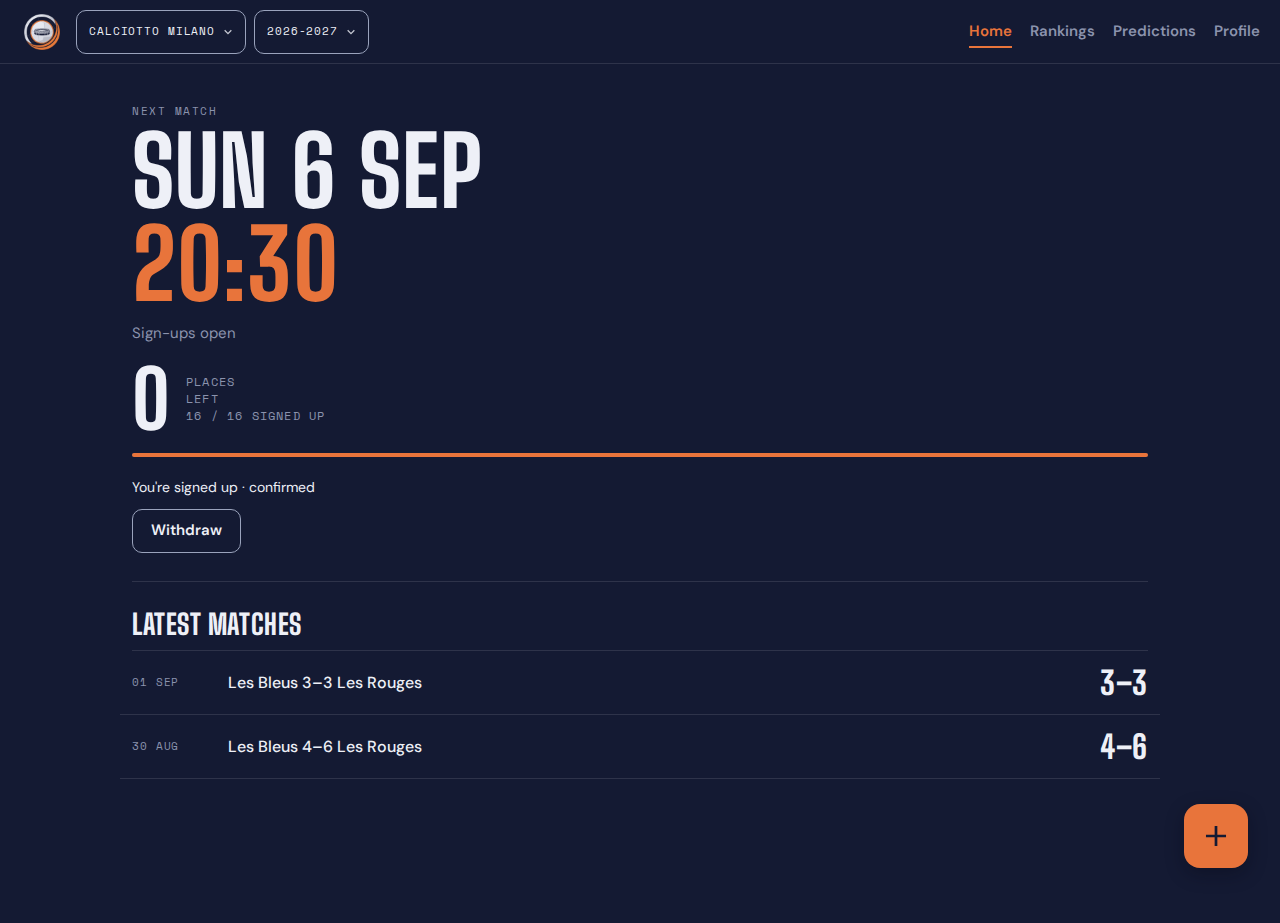 CALCIOTTO MILANO
2026-2027
Home
Rankings
Predictions
Profile
NEXT MATCH
SUN 6 SEP
20:30
Sign-ups open
0
PLACES
LEFT
16 / 16 SIGNED UP
You're signed up · confirmed
Withdraw
LATEST MATCHES
01 SEP Les Bleus 3–3 Les Rouges 3–3
30 AUG Les Bleus 4–6 Les Rouges 4–6